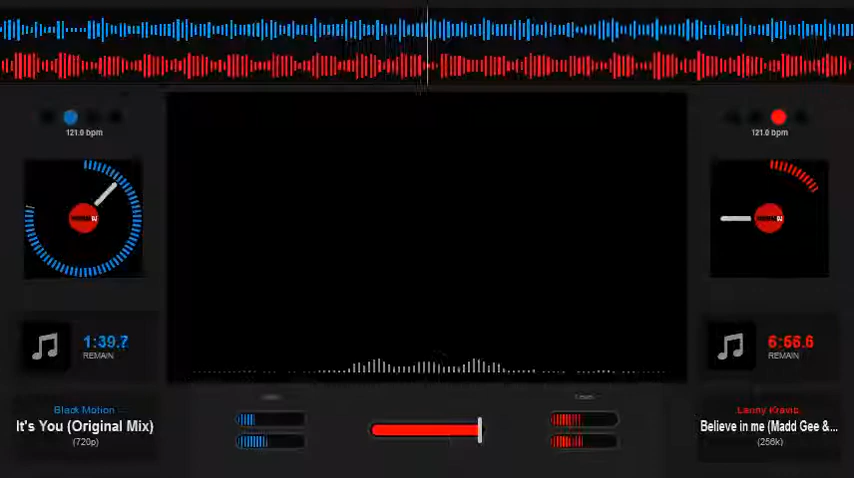 121.0 bpm
121.0 bpm
1:39.7
REMAIN
6:56.6
REMAIN
Black Motion
It's You (Original Mix)
(720p)
Lenny Kravic
Believe in me (Madd Gee &...
(256k)